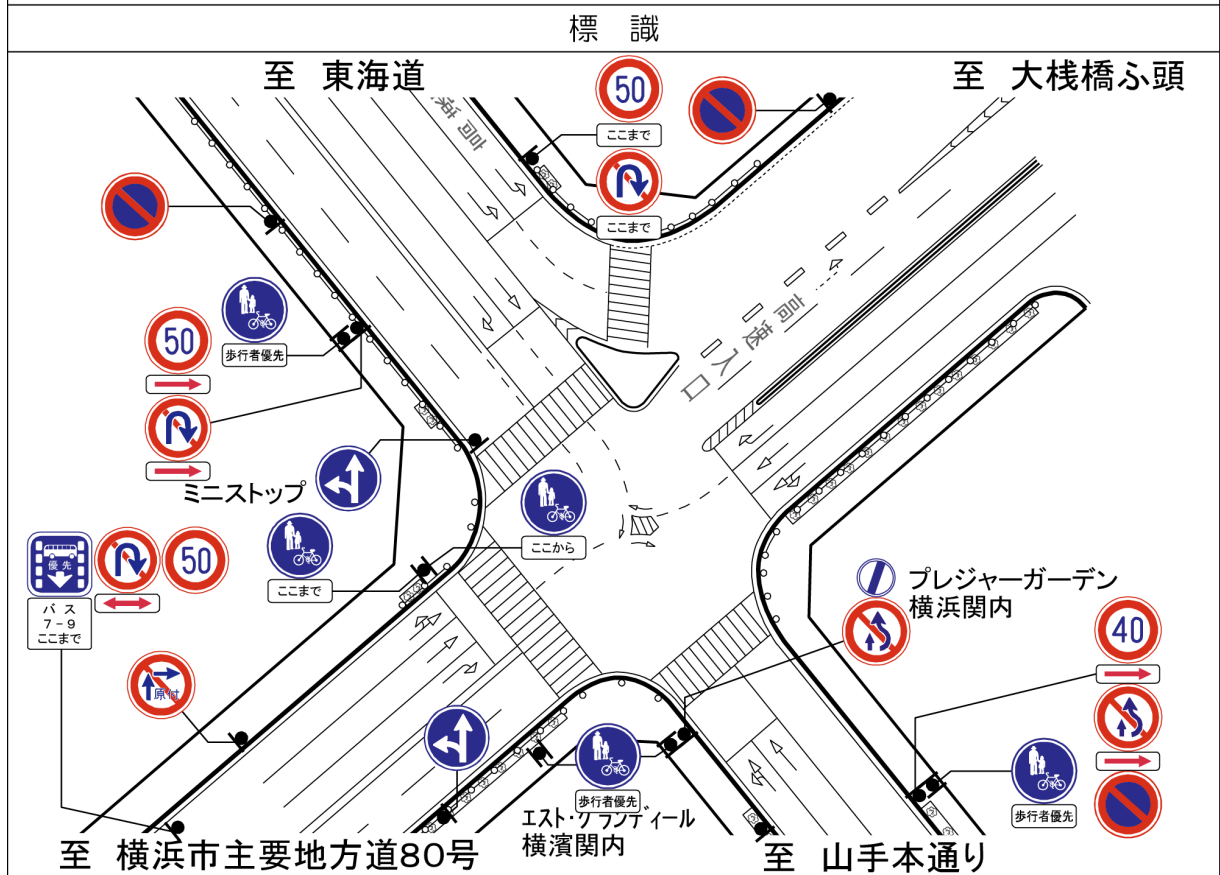 標 識
至 東海道
至 大桟橋ふ頭
50
ここまで
ここまで
高速
歩行者優先
50
高速入口
ミニストップ
ここから
ここまで
優先
バス
7-9
ここまで
50
プレジャーガーデン
横浜関内
40
原付
歩行者優先
歩行者優先
エスト・グランディール
横濱関内
至 横浜市主要地方道80号
至 山手本通り